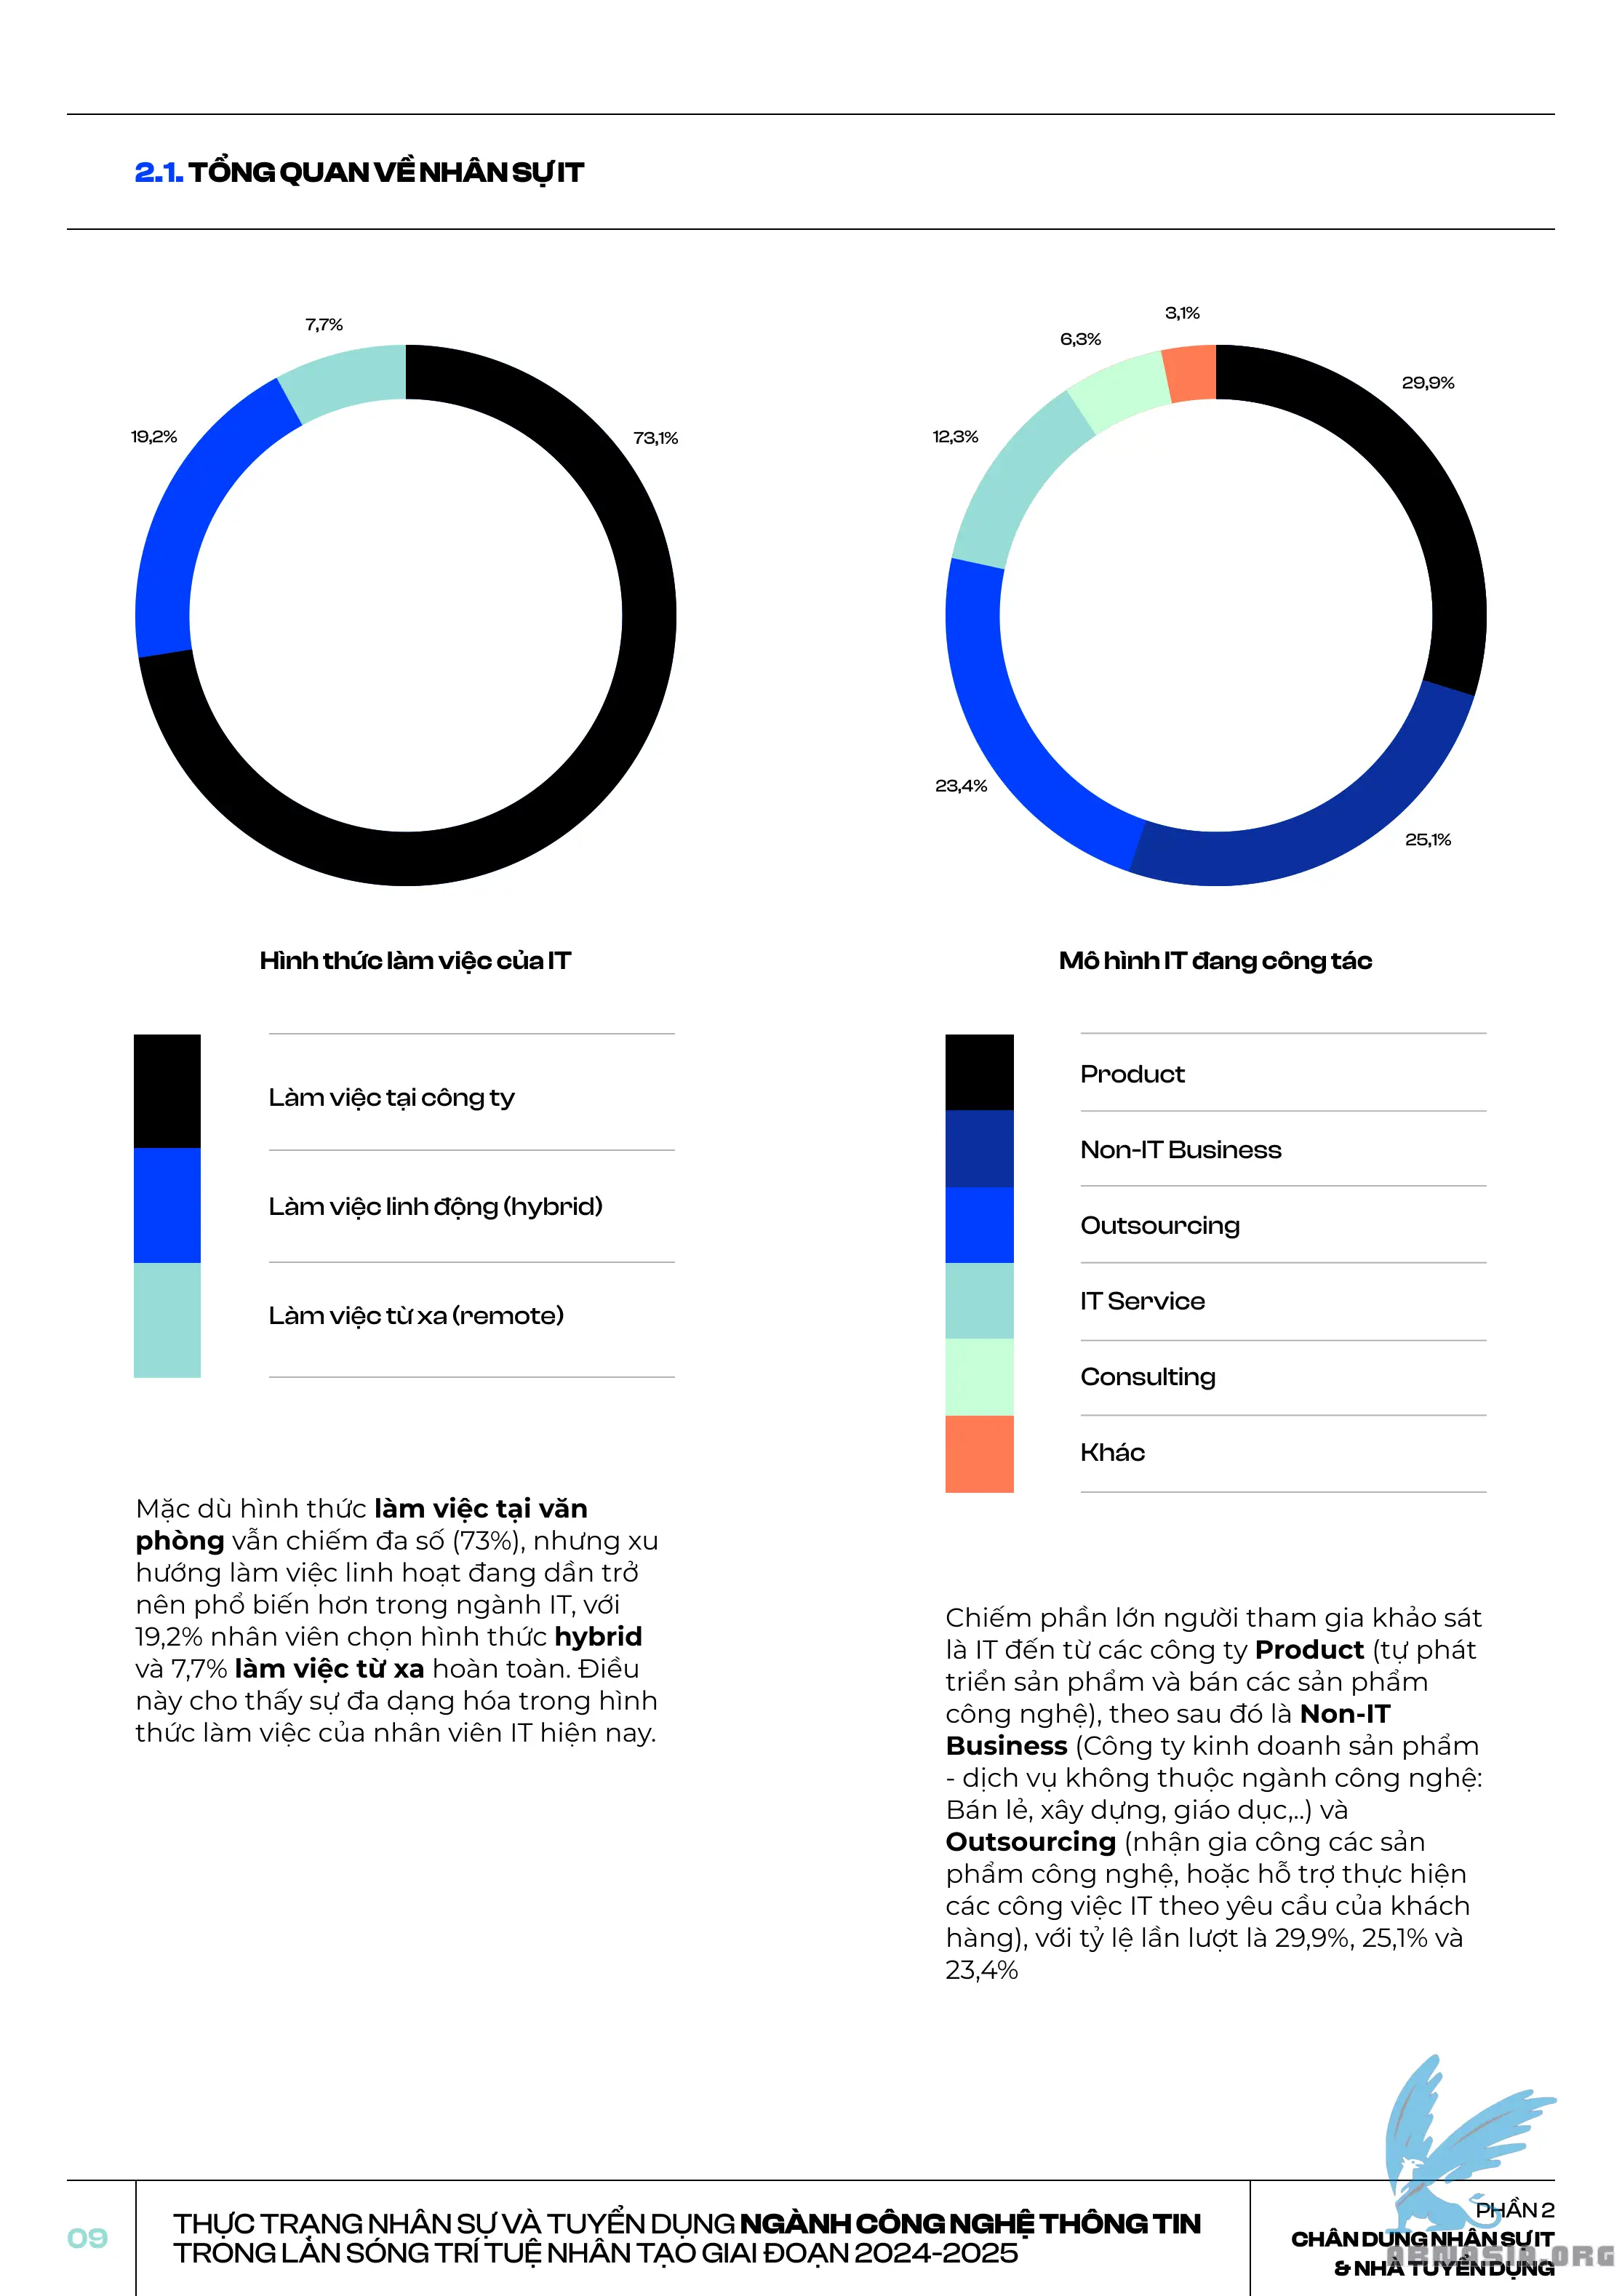 2.1. TỔNG QUAN VỀ NHÂN SỰ IT
7,7%
19,2%
73,1%
Hình thức làm việc của IT
Làm việc tại công ty
Làm việc linh động (hybrid)
Làm việc từ xa (remote)
Mặc dù hình thức làm việc tại văn
phòng vẫn chiếm đa số (73%), nhưng xu
hướng làm việc linh hoạt đang dần trở
nên phổ biến hơn trong ngành IT, với
19,2% nhân viên chọn hình thức hybrid
và 7,7% làm việc từ xa hoàn toàn. Điều
này cho thấy sự đa dạng hóa trong hình
thức làm việc của nhân viên IT hiện nay.
3,1%
6,3%
29,9%
12,3%
23,4%
25,1%
Mô hình IT đang công tác
Product
Non-IT Business
Outsourcing
IT Service
Consulting
Khác
Chiếm phần lớn người tham gia khảo sát
là IT đến từ các công ty Product (tự phát
triển sản phẩm và bán các sản phẩm
công nghệ), theo sau đó là Non-IT
Business (Công ty kinh doanh sản phẩm
- dịch vụ không thuộc ngành công nghệ:
Bán lẻ, xây dựng, giáo dục,..) và
Outsourcing (nhận gia công các sản
phẩm công nghệ, hoặc hỗ trợ thực hiện
các công việc IT theo yêu cầu của khách
hàng), với tỷ lệ lần lượt là 29,9%, 25,1% và
23,4%
09
THỰC TRẠNG NHÂN SỰ VÀ TUYỂN DỤNG NGÀNH CÔNG NGHỆ THÔNG TIN
TRONG LÀN SÓNG TRÍ TUỆ NHÂN TẠO GIAI ĐOẠN 2024-2025
PHẦN 2
CHÂN DUNG NHÂN SỰ IT
& NHÀ TUYỂN DỤNG
ARMASIA.ORG